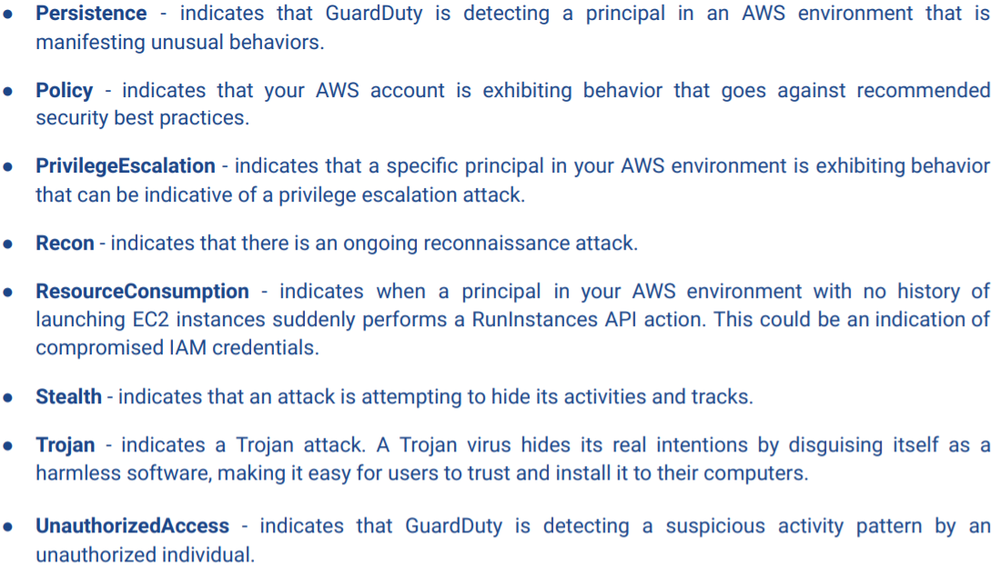 ● Persistence - indicates that GuardDuty is detecting a principal in an AWS environment that is
manifesting unusual behaviors.
● Policy - indicates that your AWS account is exhibiting behavior that goes against recommended
security best practices.
● PrivilegeEscalation - indicates that a specific principal in your AWS environment is exhibiting behavior
that can be indicative of a privilege escalation attack.
● Recon - indicates that there is an ongoing reconnaissance attack.
● ResourceConsumption - indicates when a principal in your AWS environment with no history of
launching EC2 instances suddenly performs a RunInstances API action. This could be an indication of
compromised IAM credentials.
● Stealth - indicates that an attack is attempting to hide its activities and tracks.
● Trojan - indicates a Trojan attack. A Trojan virus hides its real intentions by disguising itself as a
harmless software, making it easy for users to trust and install it to their computers.
● UnauthorizedAccess - indicates that GuardDuty is detecting a suspicious activity pattern by an
unauthorized individual.